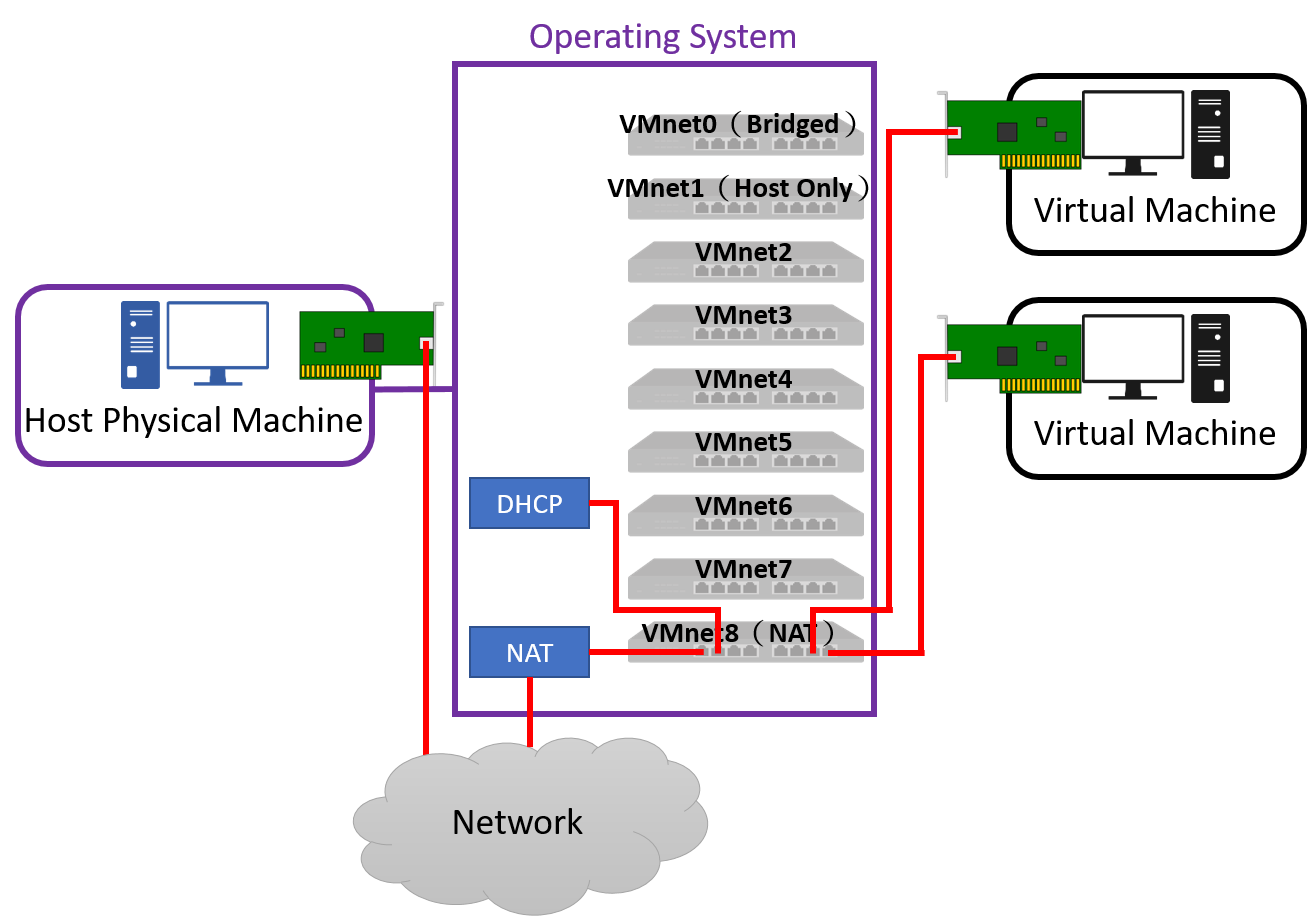 Operating System
VMnet0（Bridged）
VMnet1（Host Only）
VMnet2
VMnet3
VMnet4
VMnet5
VMnet6
VMnet7
VMnet8（NAT）
DHCP
NAT
Host Physical Machine
Virtual Machine
Virtual Machine
Network